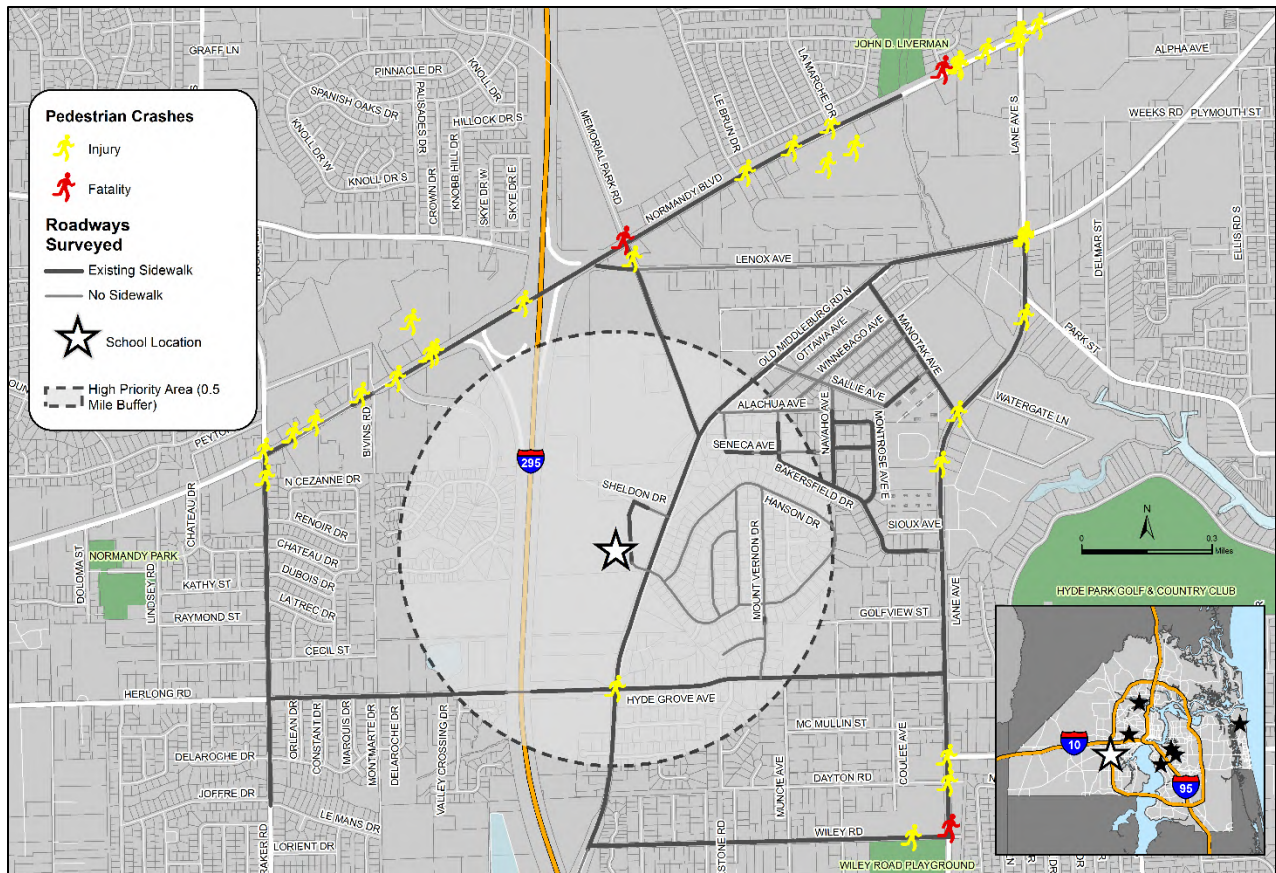 GRAFF LN
PINNACLE DR
KNOLL DR
SPANISH OAKS DR
PALISADES DR
HILLOCK DR S
KNOLL DR W
KNOLL DR S
CROWN DR
KNOBB HILL DR
SKYE DR W
SKYE DR E
MEMORIAL PARK RD
JOHN D. LIVERMAN
LA MARCHE DR
LE BRUN DR
NORMANDY BLVD
LANE AVE S
ALPHA AVE
WEEKS RD
PLYMOUTH ST
DELMAR ST
ELLIS RD S
Pedestrian Crashes
Injury
Fatality
Roadways
Surveyed
Existing Sidewalk
No Sidewalk
School Location
High Priority Area (0.5
Mile Buffer)
LENOX AVE
OLD MIDDLEBURG RD N
OTTAWA AVE
WINNEBAGO AVE
MANOTAK AVE
PARK ST
SALLIE AVE
ALACHUA AVE
WATERGATE LN
NAVAHO AVE
MONTROSE AVE E
SENECA AVE
BAKERSFIELD DR
SIOUX AVE
295
BIVINS RD
N CEZANNE DR
CHATEAU DR
RENOIR DR
CHATEAU DR
DUBOIS DR
LA TREC DR
SHELDON DR
HANSON DR
MOUNT VERNON DR
N
0
0.3
Miles
NORMANDY PARK
DOLOMA ST
LINDSEY RD
KATHY ST
RAYMOND ST
CECIL ST
GOLFVIEW ST
LANE AVE
HYDE PARK GOLF & COUNTRY CLUB
HERLONG RD
HYDE GROVE AVE
ORLEAN DR
CONSTANT DR
MAROUIS DR
MONTMARTE DR
DELAROCHE DR
VALLEY CROSSING DR
MC MULLIN ST
DELAROCHE DR
JOFFRE DR
LE MANS DR
LORIENT DR
MUNCIE AVE
DAYTON RD
COULEE AVE
WILEY RD
WILEY ROAD PLAYGROUND
10
95